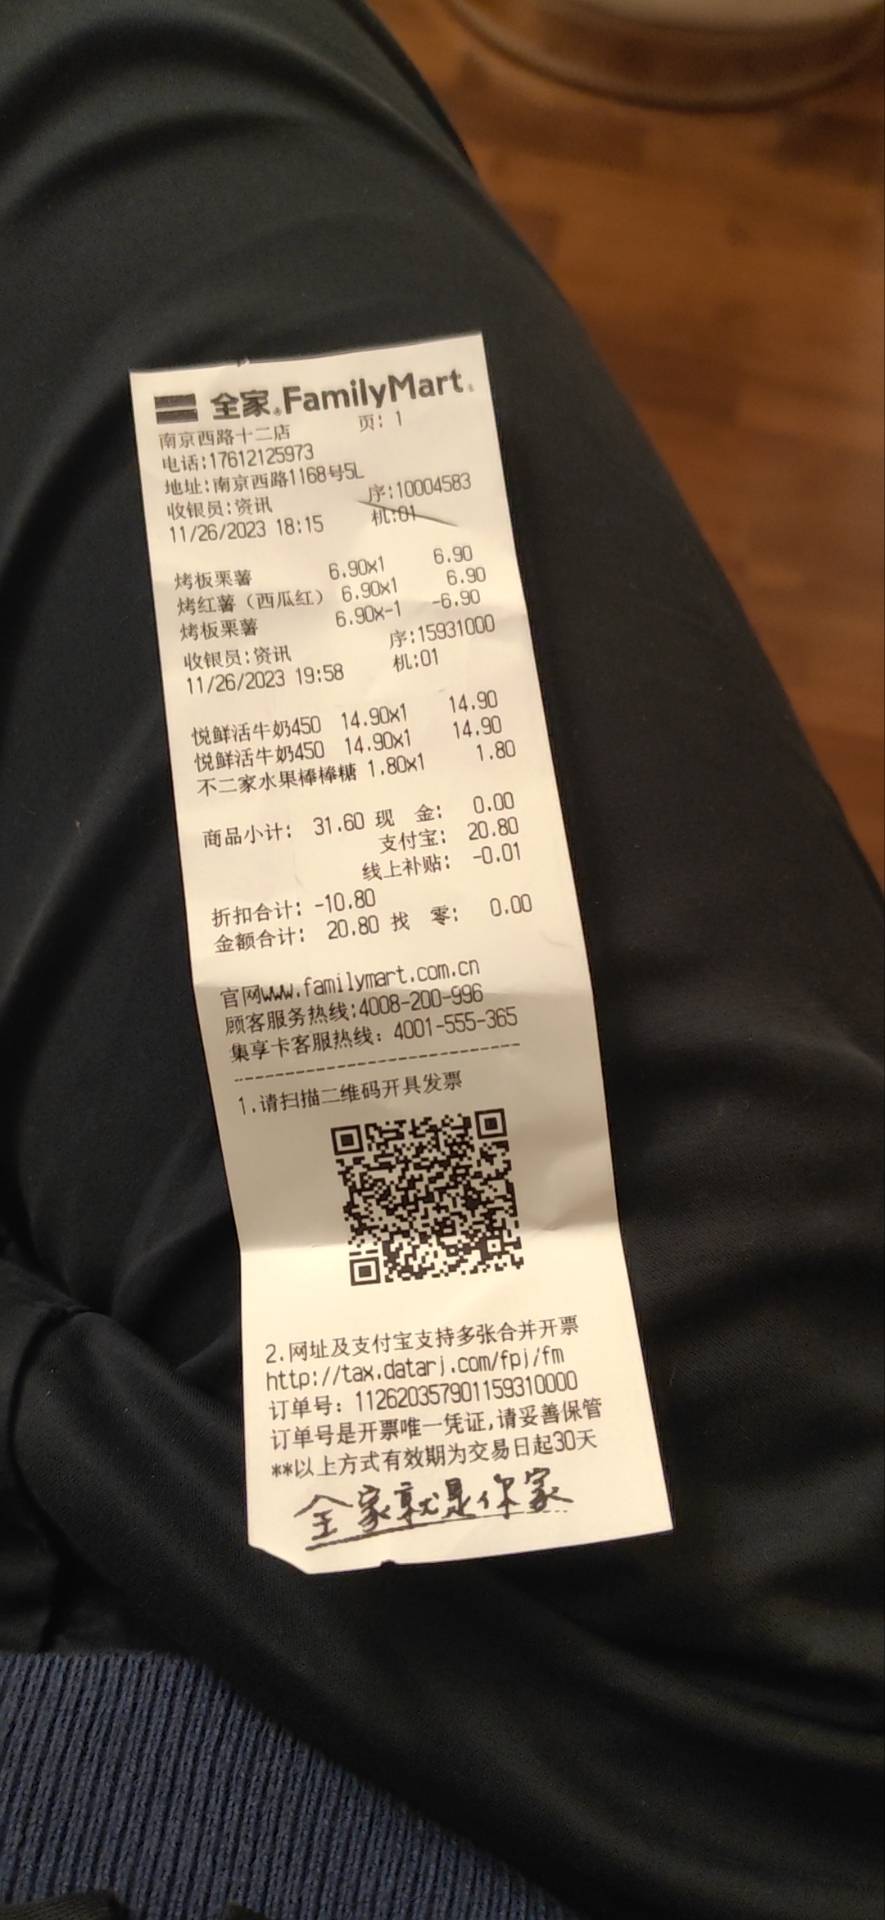 全家 FamilyMart
南京西路十二店 页: 1
电话:17612125973
地址:南京西路1168号5L
收银员:资讯 序:10004583
11/26/2023 18:15 机:01
烤板栗薯 6.90x1 6.90
烤红薯（西瓜红） 6.90x1 6.90
烤板栗薯 6.90x-1 -6.90
收银员:资讯 序:15931000
11/26/2023 19:58 机:01
悦鲜活牛奶450 14.90x1 14.90
悦鲜活牛奶450 14.90x1 14.90
不二家水果棒棒糖 1.80x1 1.80
商品小计: 31.60 现 金: 0.00
支付宝: 20.80
线上补贴: -0.01
折扣合计: -10.80
金额合计: 20.80 找 零: 0.00
官网www.familymart.com.cn
顾客服务热线:4008-200-996
集享卡客服热线: 4001-555-365
--------------------------------
1.请扫描二维码开具发票
2.网址及支付宝支持多张合并开票
http://tax.datarj.com/fpj/fm
订单号: 112620357901159310000
订单号是开票唯一凭证,请妥善保管
**以上方式有效期为交易日起30天
全家就是你家